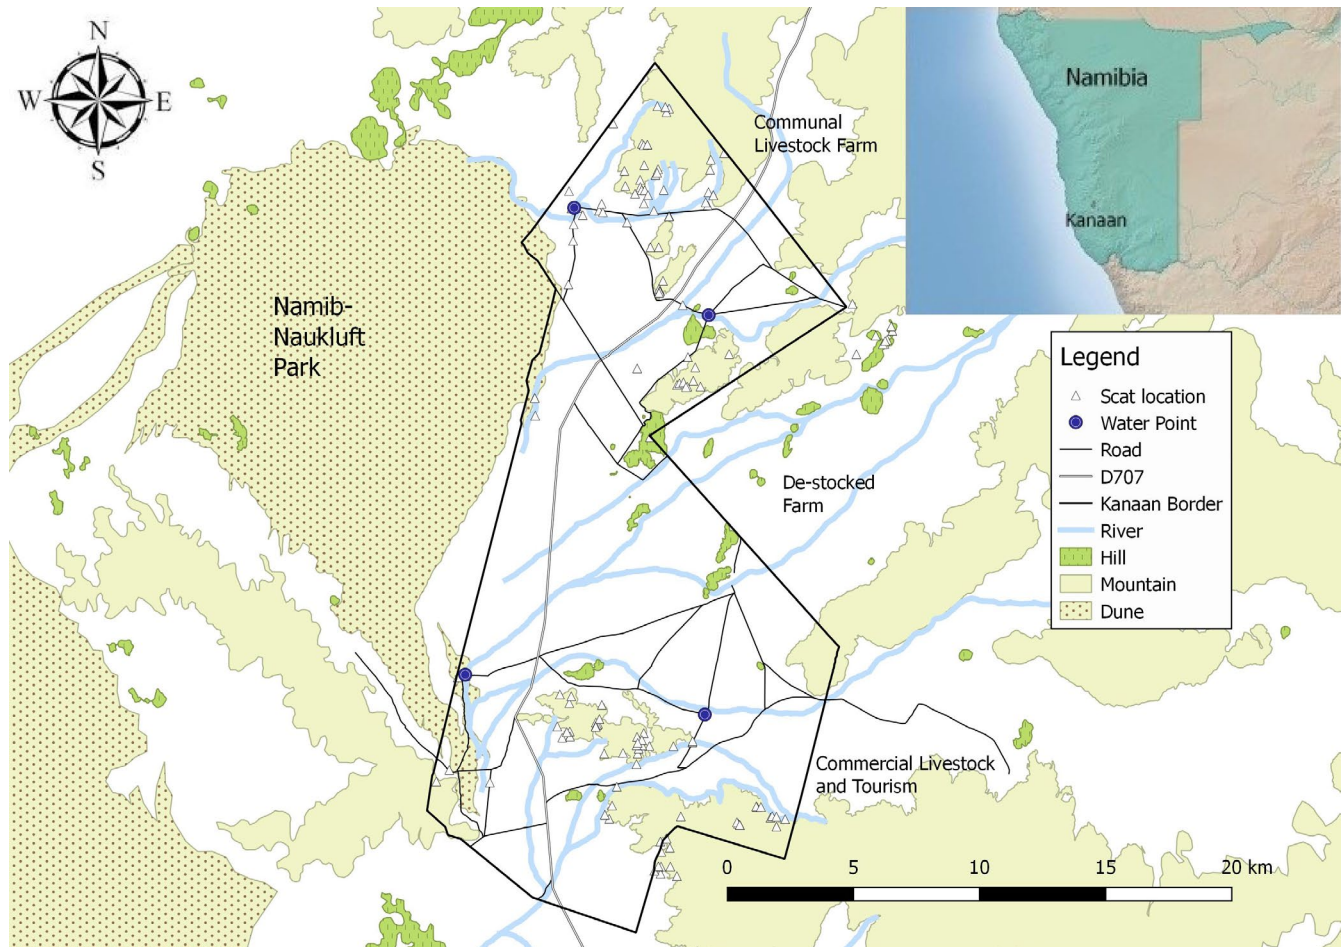 N
W
E
S
Communal
Livestock Farm
Namibia
Kanaan
Namib-
Naukluft
Park
Legend
Scat location
Water Point
Road
D707
Kanaan Border
River
Hill
Mountain
Dune
De-stocked
Farm
Commercial Livestock
and Tourism
0 5 10 15 20 km